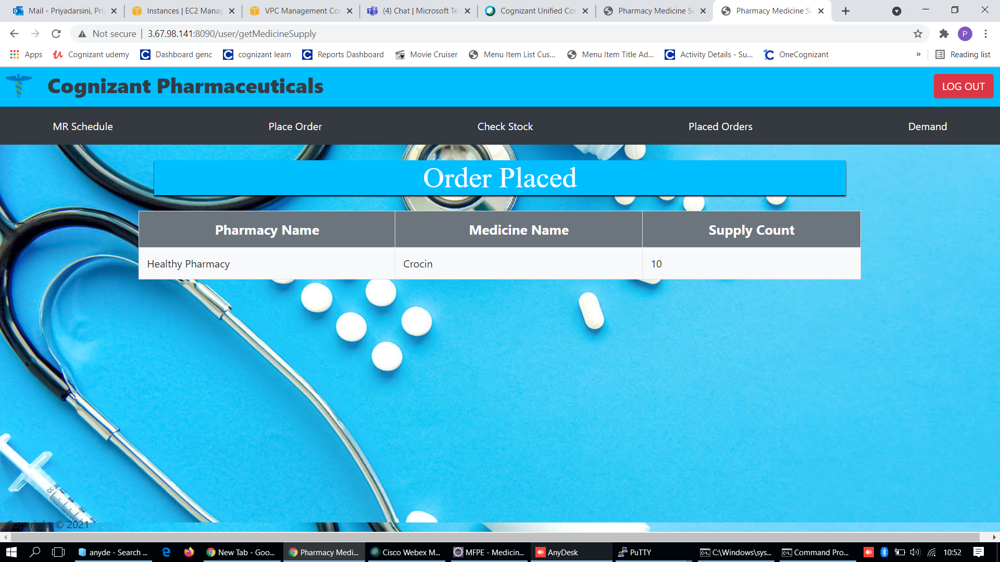 Mail - Priyadarsini, Pri
Instances | EC2 Manag
VPC Management Con
(4) Chat | Microsoft Te
Cognizant Unified Con
Pharmacy Medicine Su
Pharmacy Medicine Su
Not secure
3.67.98.141:8090/user/getMedicineSupply
P
Apps
Cognizant udemy
Dashboard genc
cognizant learn
Reports Dashboard
Movie Cruiser
Menu Item List Cus...
Menu Item Title Ad...
Activity Details - Su...
OneCognizant
»
Reading list
Cognizant Pharmaceuticals
LOG OUT
MR Schedule
Place Order
Check Stock
Placed Orders
Demand
Order Placed
Pharmacy Name
Medicine Name
Supply Count
Healthy Pharmacy
Crocin
10
Copyright © 2021
anyde - Search ...
New Tab - Goo...
Pharmacy Medi...
Cisco Webex M...
MFPE - Medicin...
AnyDesk
PuTTY
C:\Windows\sys...
Command Pro...
10:52